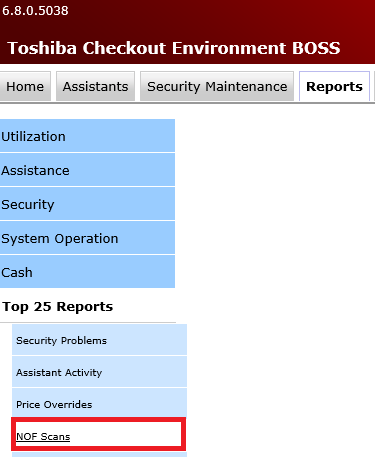 6.8.0.5038
Toshiba Checkout Environment BOSS
Home Assistants Security Maintenance Reports
Utilization
Assistance
Security
System Operation
Cash
Top 25 Reports
Security Problems
Assistant Activity
Price Overrides
NOF Scans